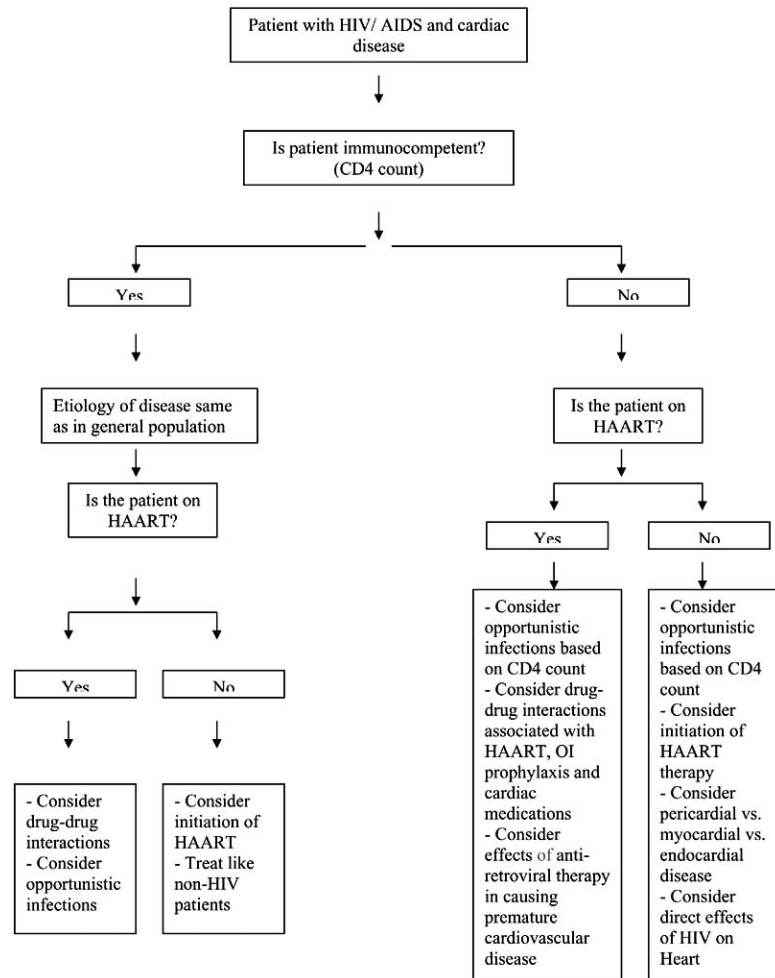 Patient with HIV/ AIDS and cardiac
disease
Is patient immunocompetent?
(CD4 count)
Yes
No
Etiology of disease same
as in general population
Is the patient on
HAART?
Is the patient on
HAART?
Yes
No
Yes
No
- Consider
drug-drug
interactions
- Consider
opportunistic
infections
- Consider
initiation of
HAART
- Treat like
non-HIV
patients
- Consider
opportunistic
infections based
on CD4 count
- Consider drug-
drug interactions
associated with
HAART, OI
prophylaxis and
cardiac
medications
- Consider
effects of anti-
retroviral therapy
in causing
premature
cardiovascular
disease
- Consider
opportunistic
infections
based on CD4
count
- Consider
initiation of
HAART
therapy
- Consider
pericardial vs.
myocardial vs.
endocardial
disease
- Consider
direct effects
of HIV on
Heart